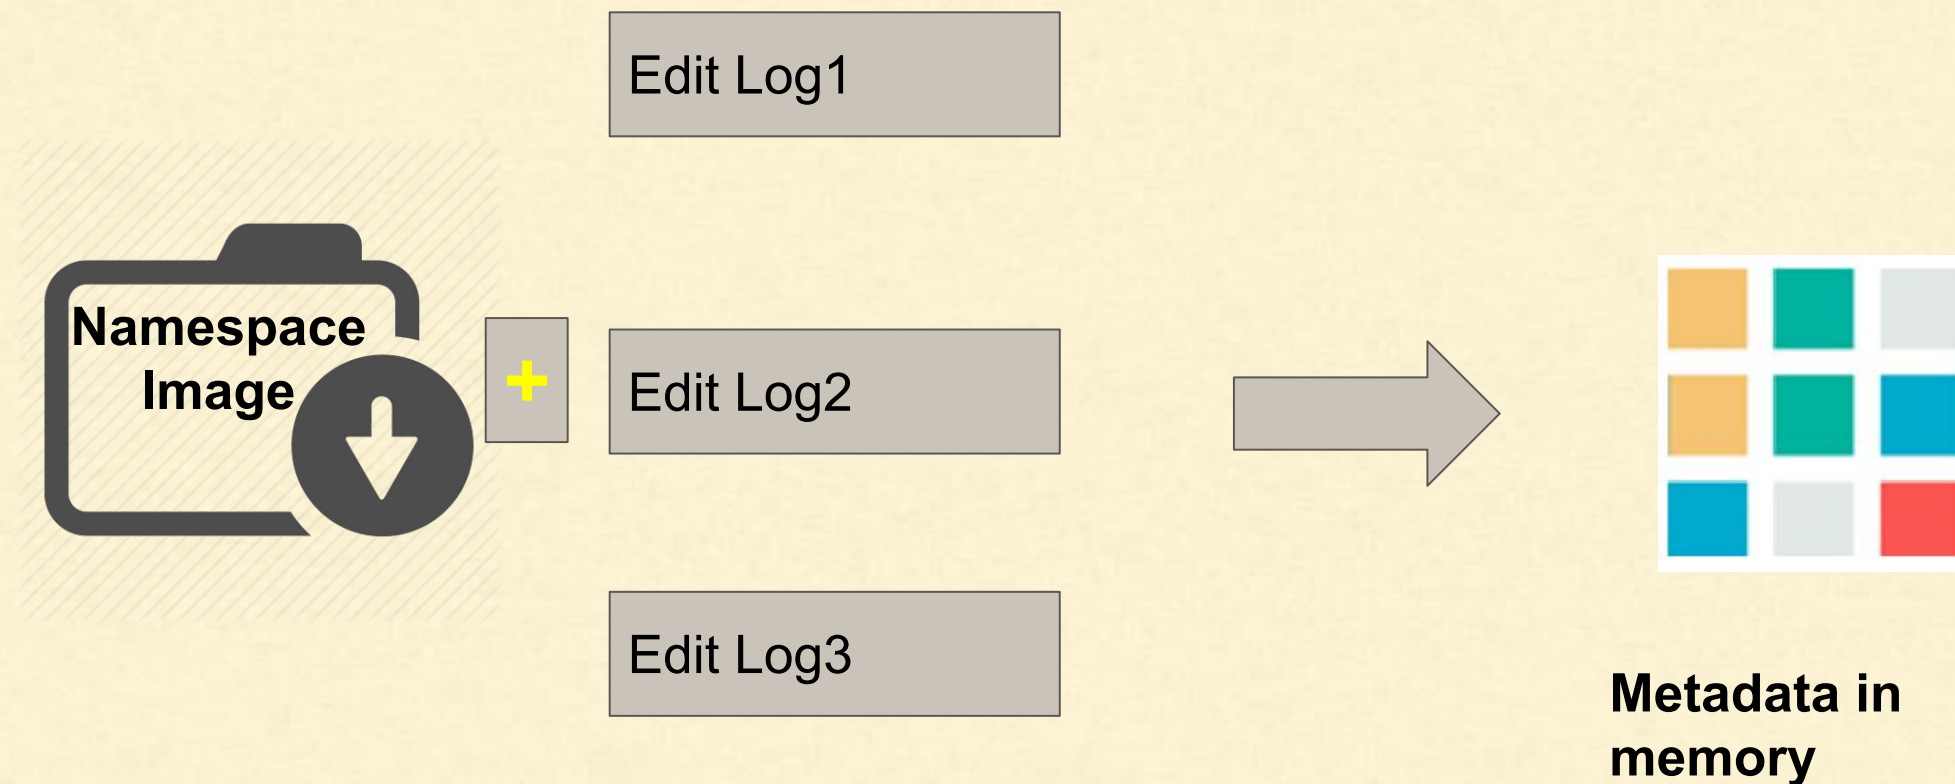 Edit Log1
Namespace
Image
+
Edit Log2
Edit Log3
Metadata in
memory